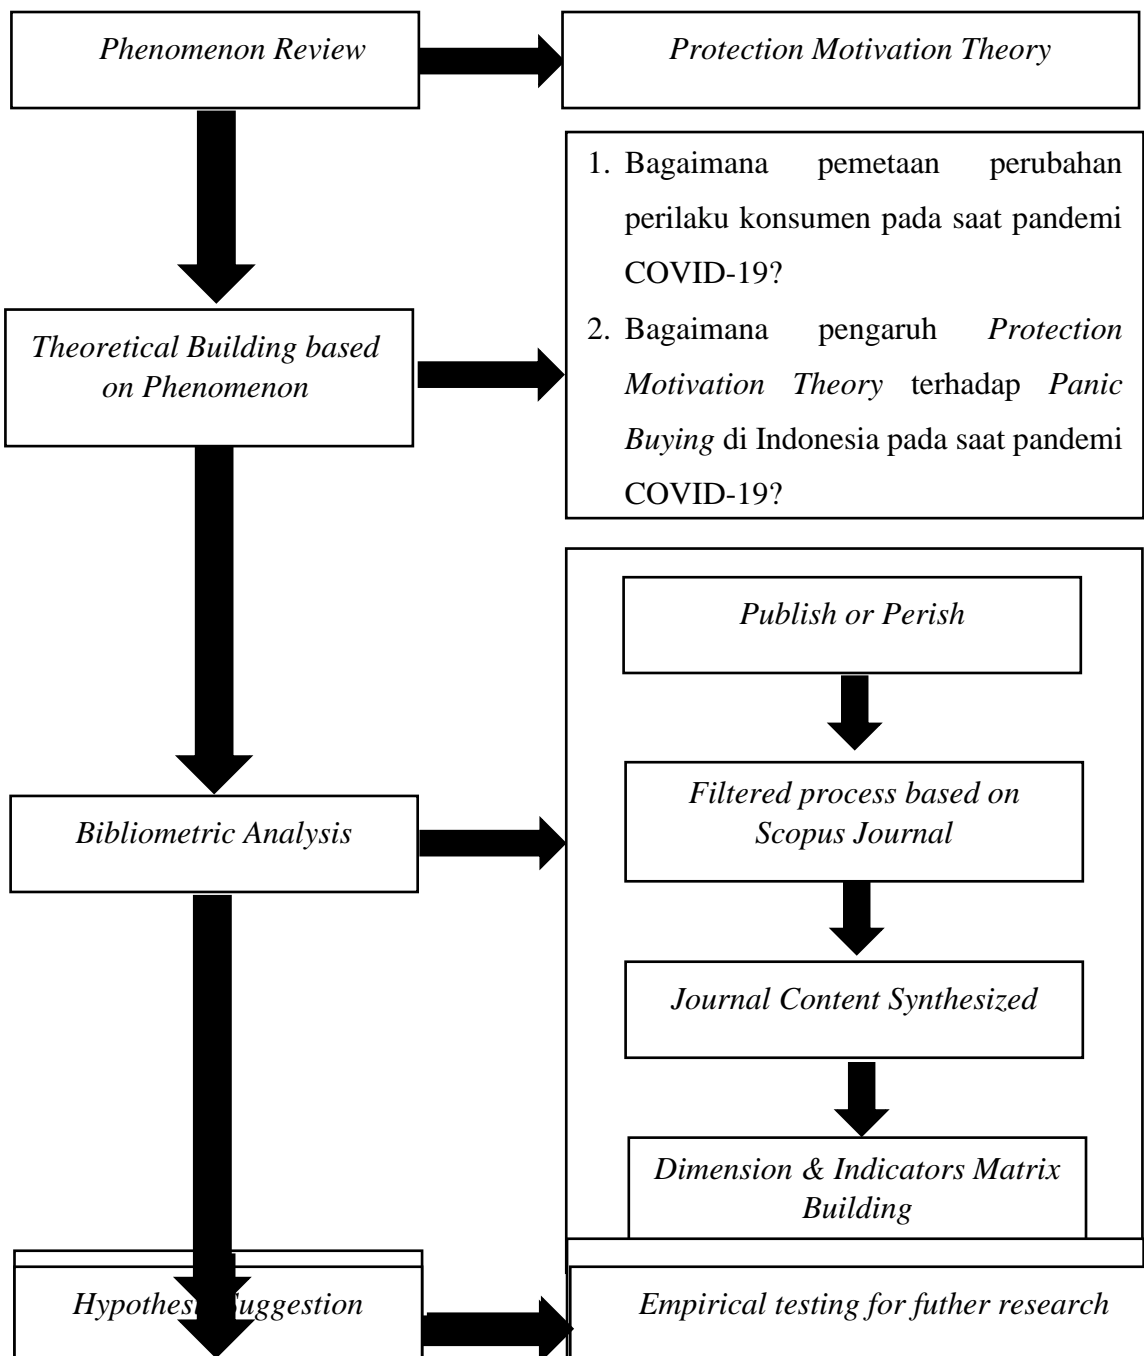 Phenomenon Review
Protection Motivation Theory
1. Bagaimana pemetaan perubahan
perilaku konsumen pada saat pandemi
COVID-19?
2. Bagaimana pengaruh Protection
Motivation Theory terhadap Panic
Buying di Indonesia pada saat pandemi
COVID-19?
Theoretical Building based
on Phenomenon
Bibliometric Analysis
Publish or Perish
Filtered process based on
Scopus Journal
Journal Content Synthesized
Dimension & Indicators Matrix
Building
Suggestion
Empirical testing for futher research